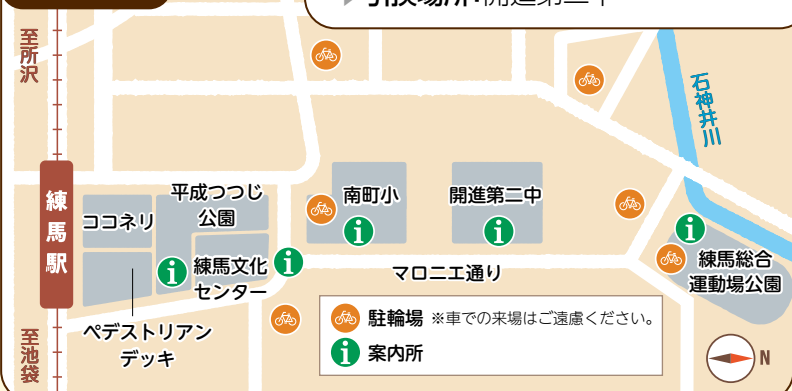 引換場所:開進第二中
至所沢
石神井川
練馬駅
ココネリ
平成つつじ
公園
南町小
開進第二中
練馬文化
センター
練馬総合
運動場公園
マロニエ通り
ペデストリアン
デッキ
駐輪場 ※車での来場はご遠慮ください。
案内所
至池袋
N